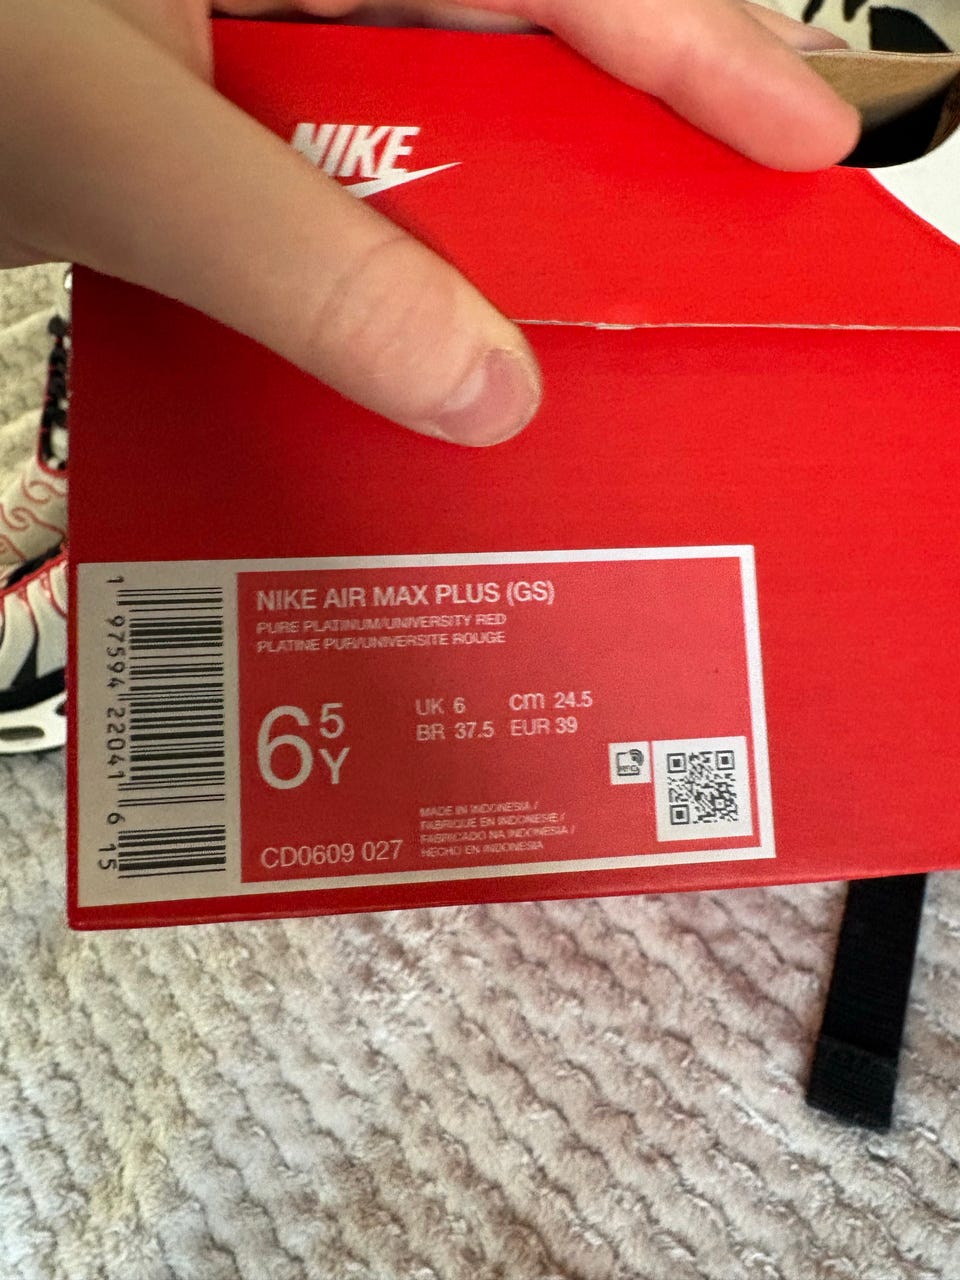 NIKE
NIKE AIR MAX PLUS (GS)
PURE PLATINUM/UNIVERSITY RED
PLATINE PUR/UNIVERSITE ROUGE
6 5Y
UK 6 cm 24.5
BR 37.5 EUR 39
RFID
MADE IN INDONESIA /
FABRIQUE EN INDONESIE /
FABRICADO NA INDONESIA /
HECHO EN INDONESIA
CD0609 027
1 97594 22041 6 15